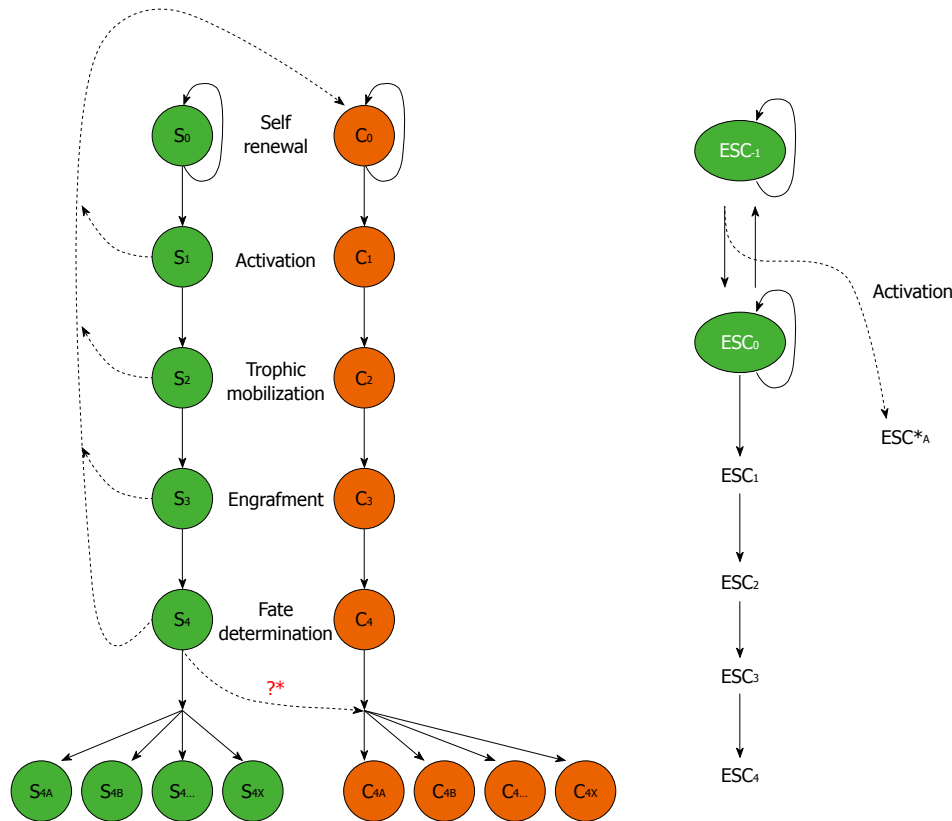 S0
Self
renewal
C0
S1
Activation
C1
S2
Trophic
mobilization
C2
S3
Engrafment
C3
S4
Fate
determination
C4
?*
S4A
S4B
S4...
S4X
C4A
C4B
C4...
C4X
ESC-1
Activation
ESC0
ESC*A
ESC1
ESC2
ESC3
ESC4